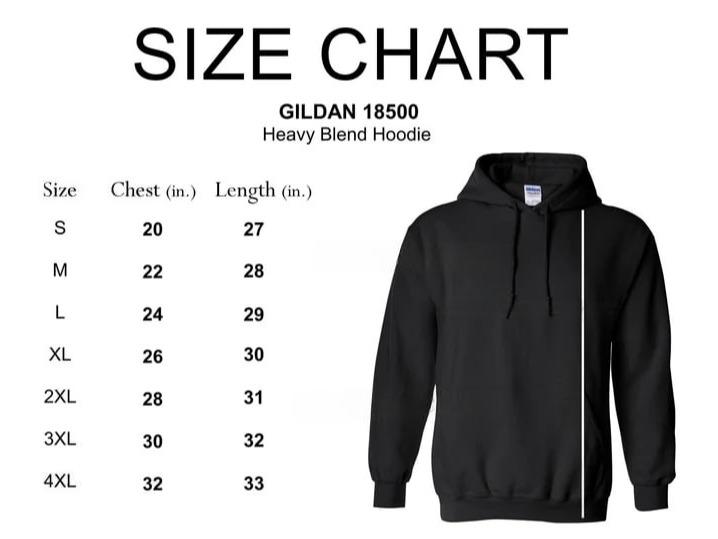 SIZE CHART
GILDAN 18500
Heavy Blend Hoodie
Size Chest (in.) Length (in.)
S 20 27
M 22 28
L 24 29
XL 26 30
2XL 28 31
3XL 30 32
4XL 32 33